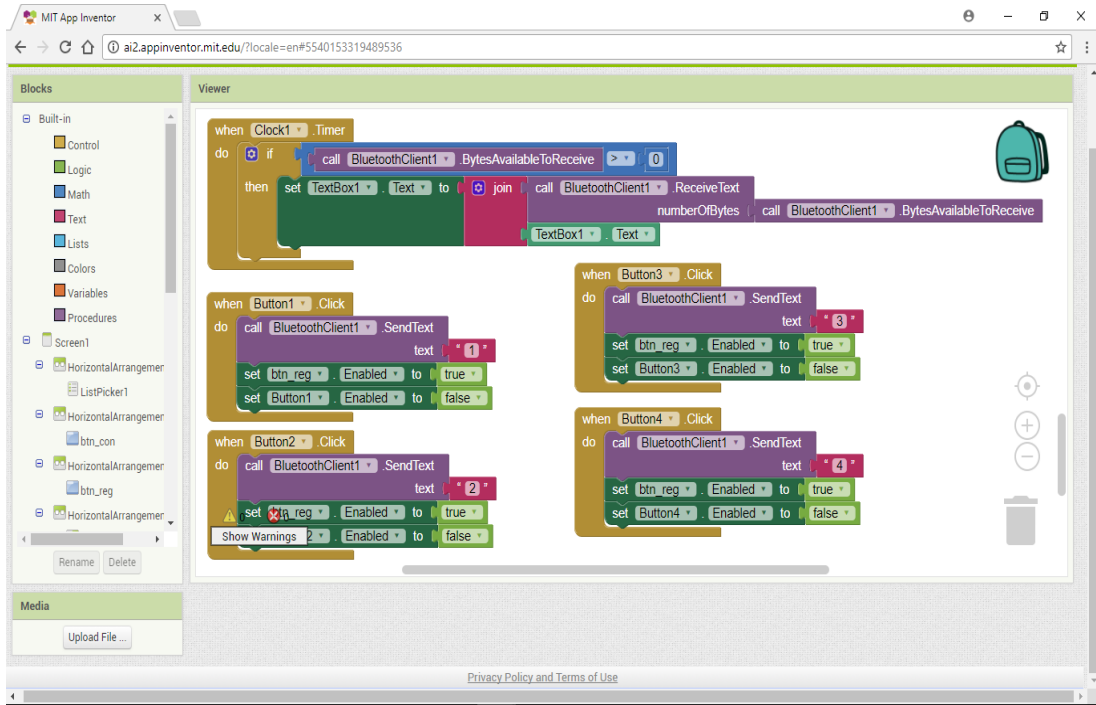 MIT App Inventor
ai2.appinventor.mit.edu/?locale=en#5540153319489536
Blocks
Built-in
Control
Logic
Math
Text
Lists
Colors
Variables
Procedures
Screen1
HorizontalArrangemer
ListPicker1
HorizontalArrangemer
btn_con
HorizontalArrangemer
btn_reg
HorizontalArrangemer
Rename Delete
Media
Upload File ...
Viewer
when Clock1 .Timer
do if call BluetoothClient1 .BytesAvailableToReceive > 0
then set TextBox1 . Text to join call BluetoothClient1 .ReceiveText
numberOfBytes call BluetoothClient1 .BytesAvailableToReceive
TextBox1 . Text
when Button1 .Click
do call BluetoothClient1 .SendText
text " 1 "
set btn_reg . Enabled to true
set Button1 . Enabled to false
when Button2 .Click
do call BluetoothClient1 .SendText
text " 2 "
0 set btn_reg . Enabled to true
0
Show Warnings 2 . Enabled to false
when Button3 .Click
do call BluetoothClient1 .SendText
text " 3 "
set btn_reg . Enabled to true
set Button3 . Enabled to false
when Button4 .Click
do call BluetoothClient1 .SendText
text " 4 "
set btn_reg . Enabled to true
set Button4 . Enabled to false
Privacy Policy and Terms of Use